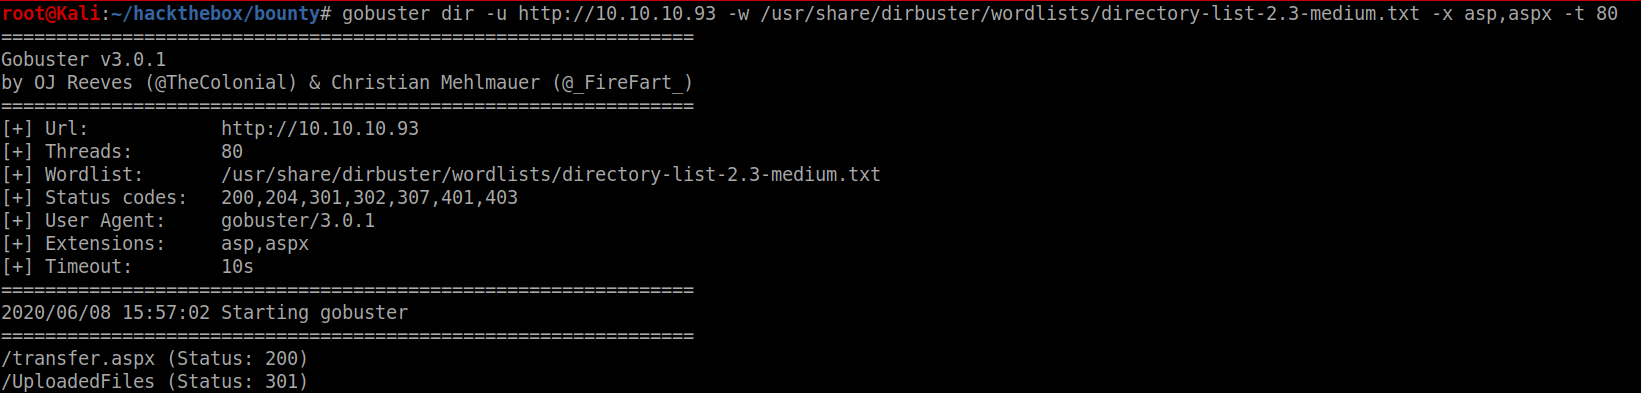 root@Kali:~/hackthebox/bounty# gobuster dir -u http://10.10.10.93 -w /usr/share/dirbuster/wordlists/directory-list-2.3-medium.txt -x asp,aspx -t 80
===============================================================
Gobuster v3.0.1
by OJ Reeves (@TheColonial) & Christian Mehlmauer (@_FireFart_)
===============================================================
[+] Url:            http://10.10.10.93
[+] Threads:        80
[+] Wordlist:       /usr/share/dirbuster/wordlists/directory-list-2.3-medium.txt
[+] Status codes:   200,204,301,302,307,401,403
[+] User Agent:     gobuster/3.0.1
[+] Extensions:     asp,aspx
[+] Timeout:        10s
===============================================================
2020/06/08 15:57:02 Starting gobuster
===============================================================
/transfer.aspx (Status: 200)
/UploadedFiles (Status: 301)